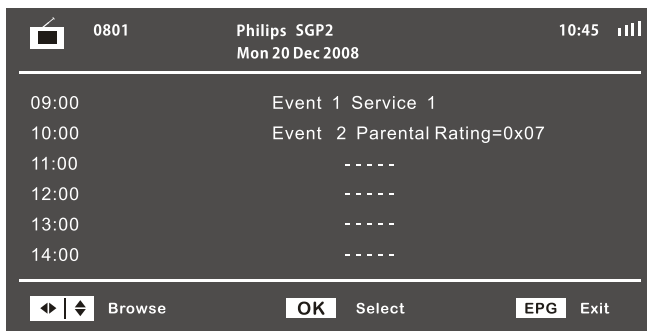 0801 Philips SGP2 10:45
Mon 20 Dec 2008
09:00 Event 1 Service 1
10:00 Event 2 Parental Rating=0x07
11:00 -----
12:00 -----
13:00 -----
14:00 -----
Browse OK Select EPG Exit